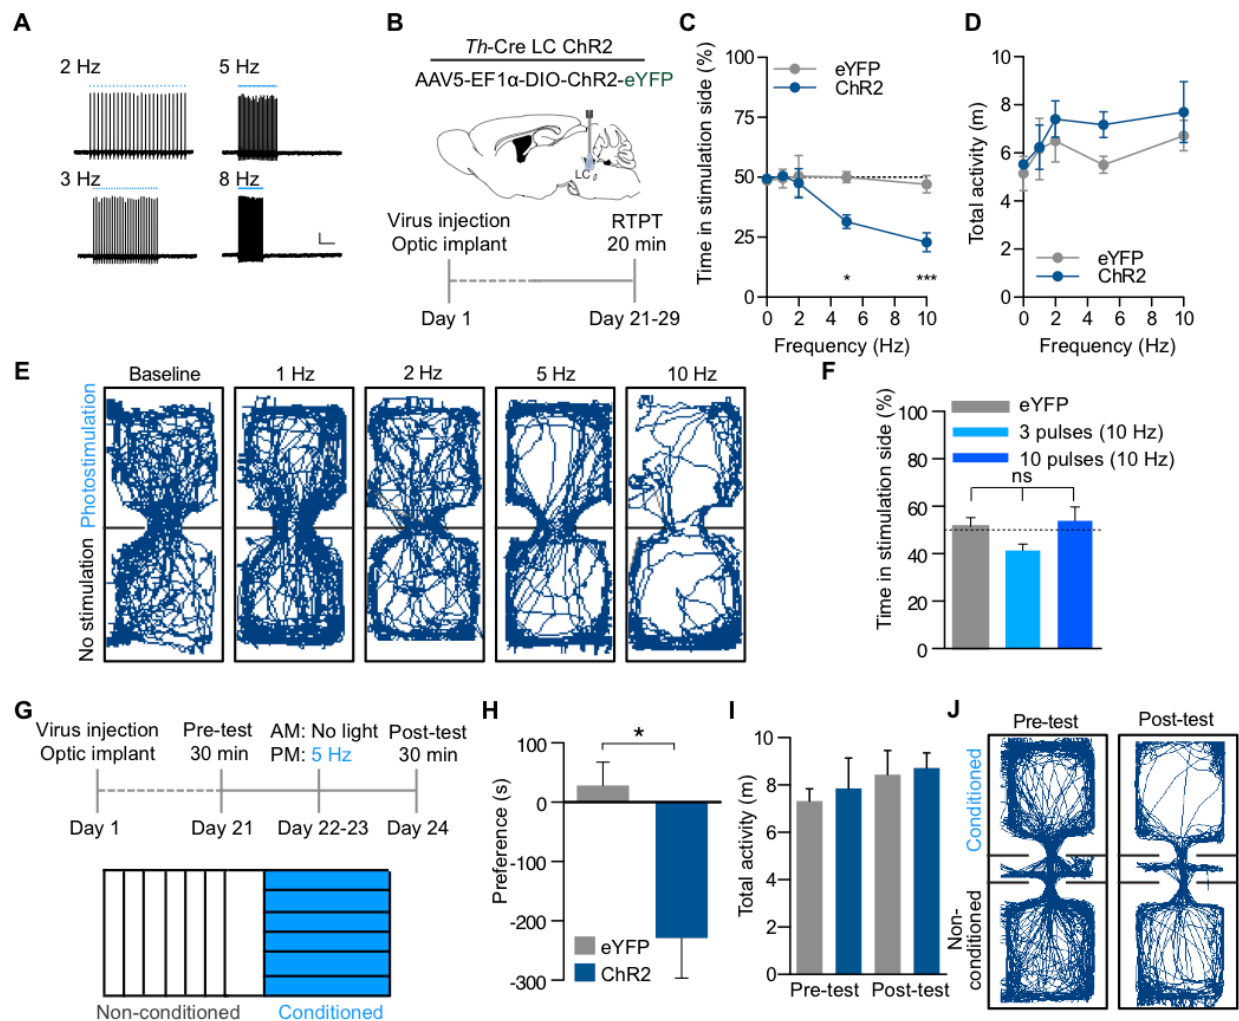 A
2 Hz
5 Hz
3 Hz
8 Hz
B
Th-Cre LC ChR2
AAV5-EF1α-DIO-ChR2-eYFP
LC
Virus injection
Optic implant
RTPT
20 min
Day 1
Day 21-29
C
Time in stimulation side (%)
100
75
50
25
0
eYFP
ChR2
*
***
0 2 4 6 8 10
Frequency (Hz)
D
Total activity (m)
10
8
6
4
2
0
eYFP
ChR2
0 2 4 6 8 10
Frequency (Hz)
E
Baseline
1 Hz
2 Hz
5 Hz
10 Hz
Photostimulation
No stimulation
F
Time in stimulation side (%)
100
80
60
40
20
0
eYFP
3 pulses (10 Hz)
10 pulses (10 Hz)
ns
G
Virus injection
Optic implant
Pre-test
30 min
AM: No light
PM: 5 Hz
Post-test
30 min
Day 1
Day 21
Day 22-23
Day 24
Non-conditioned
Conditioned
H
Preference (s)
100
0
-100
-200
-300
*
eYFP
ChR2
I
Total activity (m)
10
8
6
4
2
0
Pre-test
Post-test
J
Pre-test
Post-test
Conditioned
Non-
conditioned